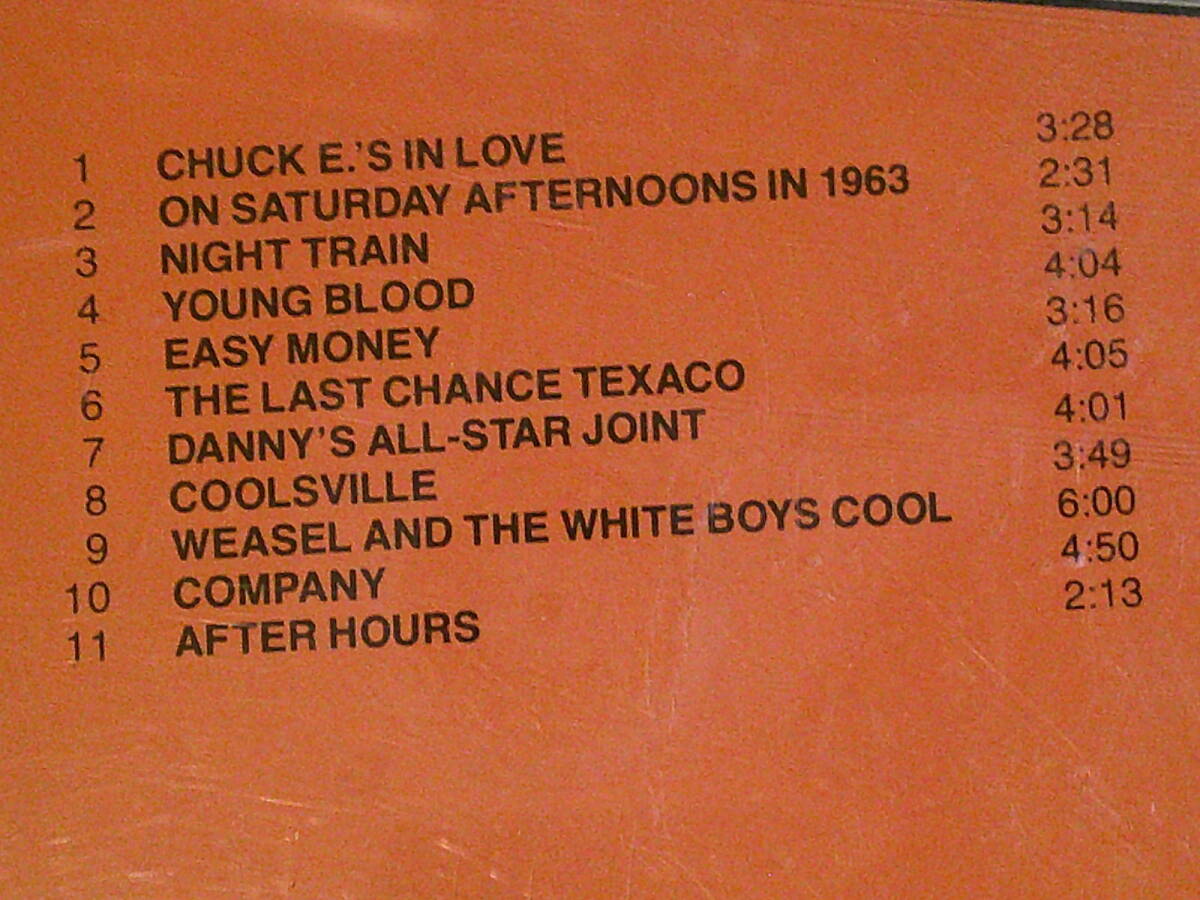 1 CHUCK E.'S IN LOVE 3:28
2 ON SATURDAY AFTERNOONS IN 1963 2:31
3 NIGHT TRAIN 3:14
4 YOUNG BLOOD 4:04
5 EASY MONEY 3:16
6 THE LAST CHANCE TEXACO 4:05
7 DANNY'S ALL-STAR JOINT 4:01
8 COOLSVILLE 3:49
9 WEASEL AND THE WHITE BOYS COOL 6:00
10 COMPANY 4:50
11 AFTER HOURS 2:13